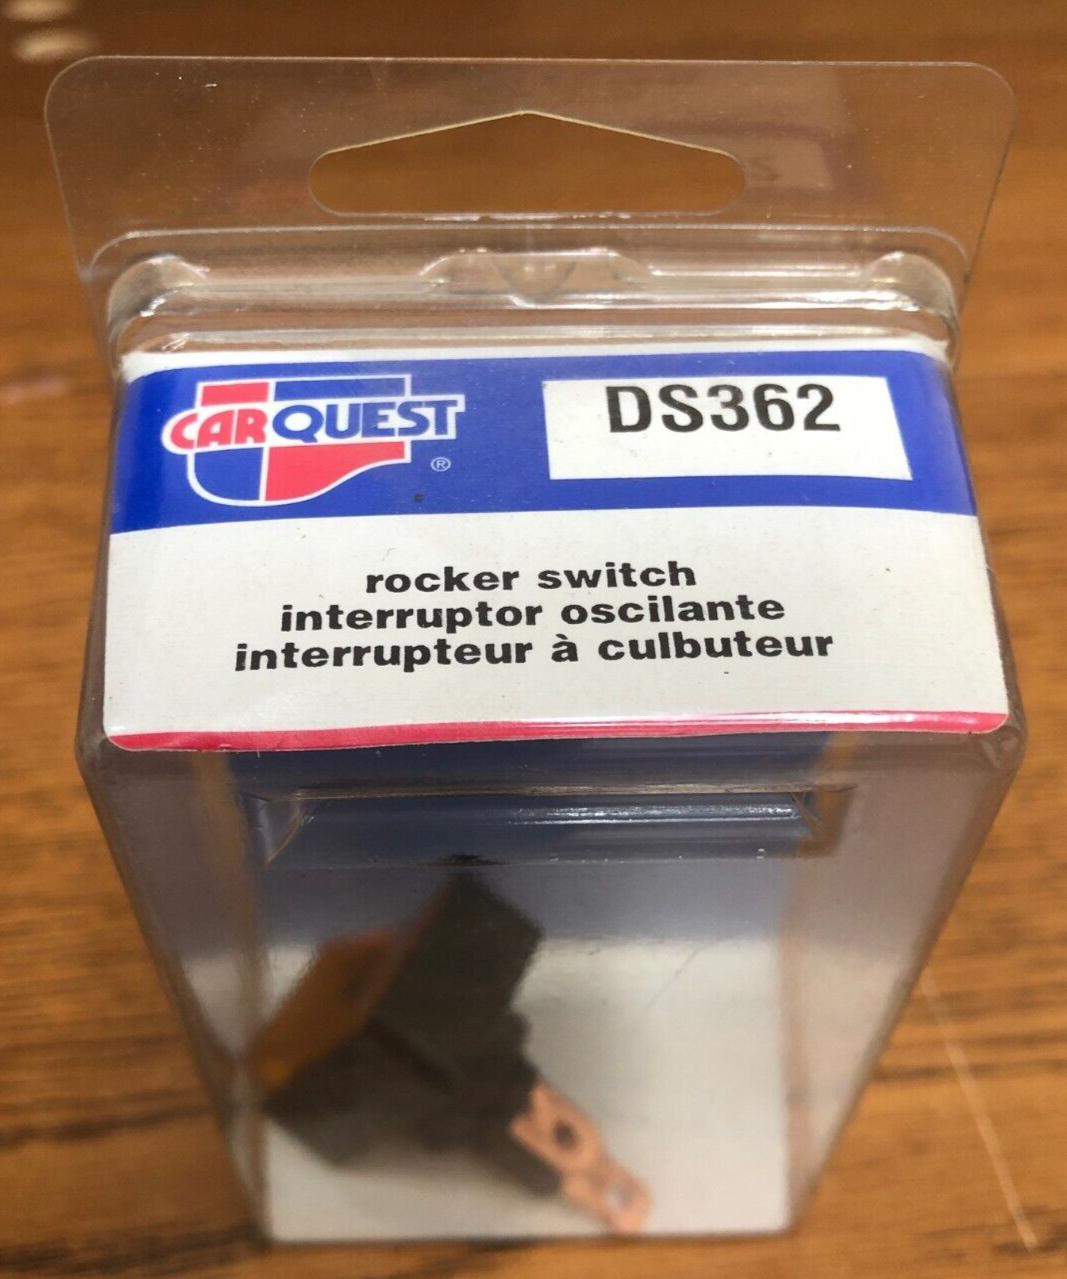 CARQUEST ®
DS362
rocker switch
interruptor oscilante
interrupteur à culbuteur